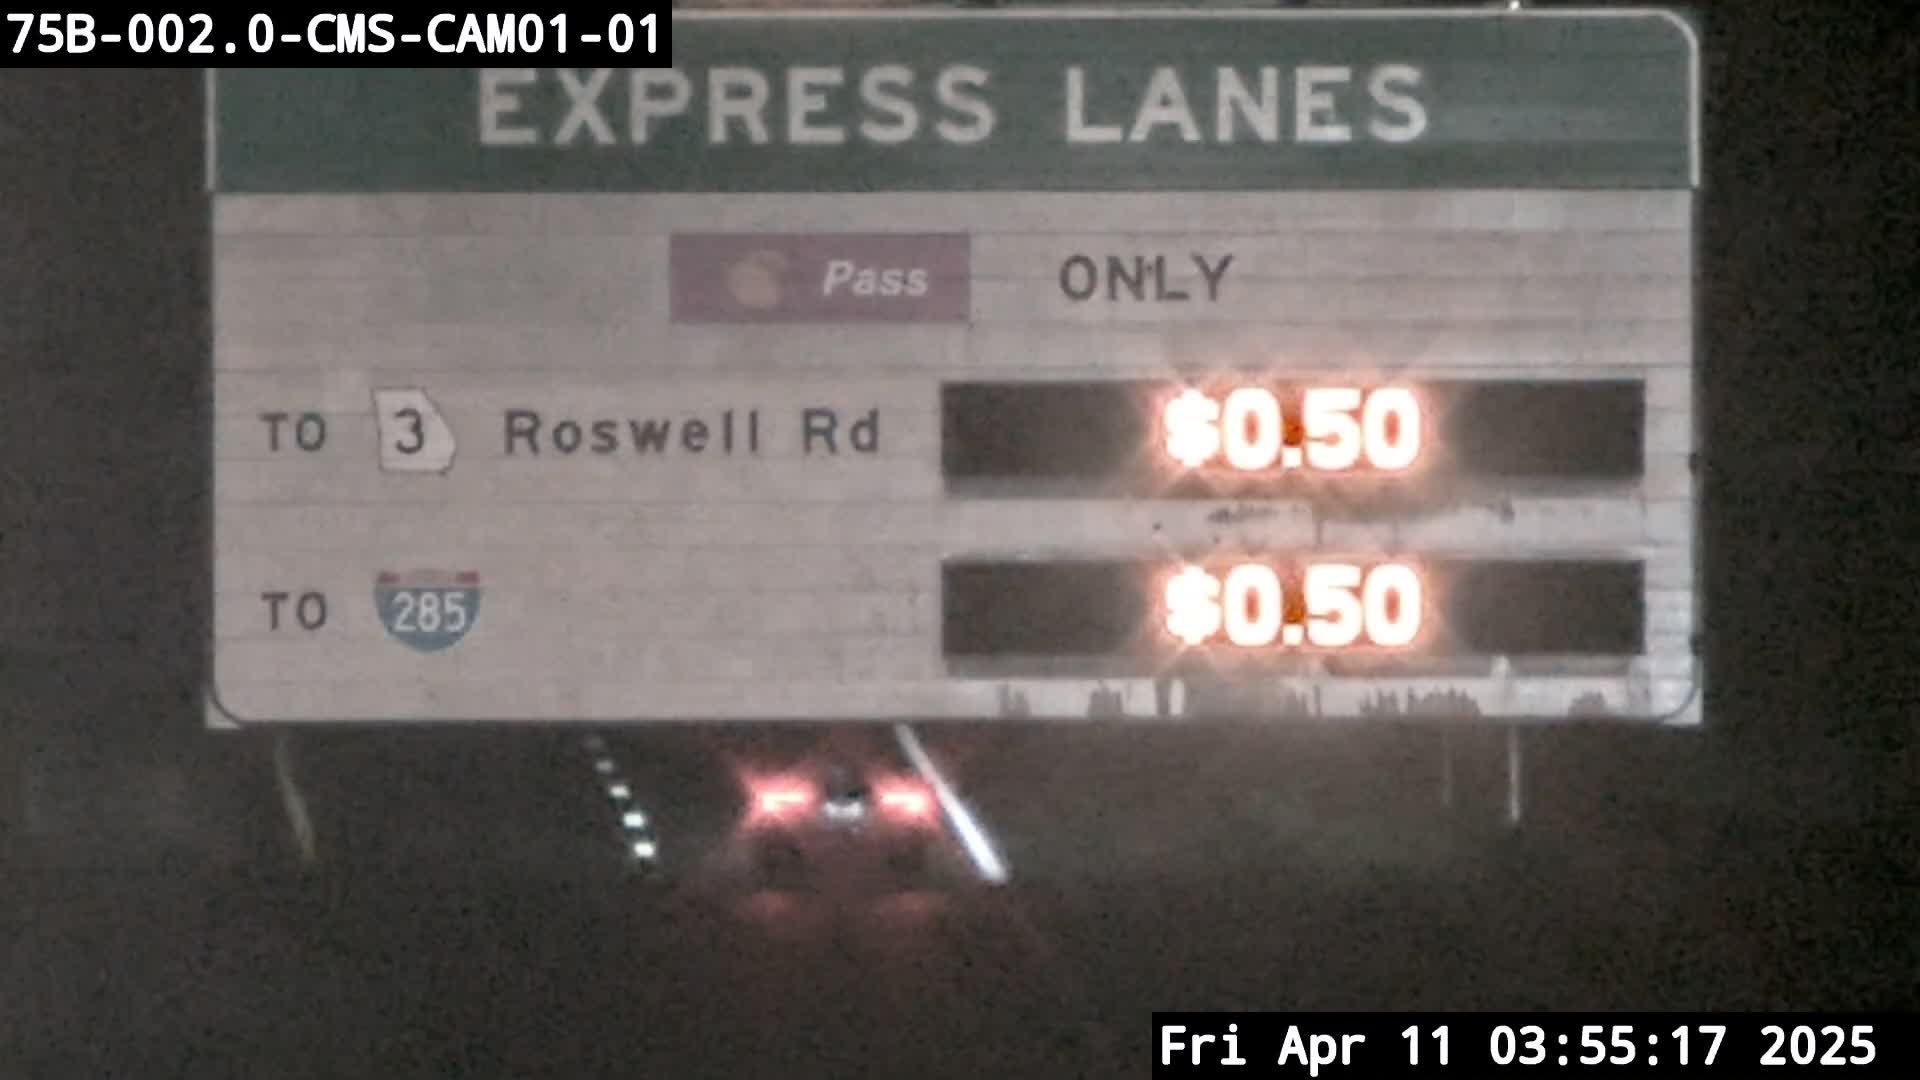 75B-002.0-CMS-CAM01-01
EXPRESS LANES
Pass ONLY
TO 3 Roswell Rd $0.50
TO 285 $0.50
Fri Apr 11 03:55:17 2025